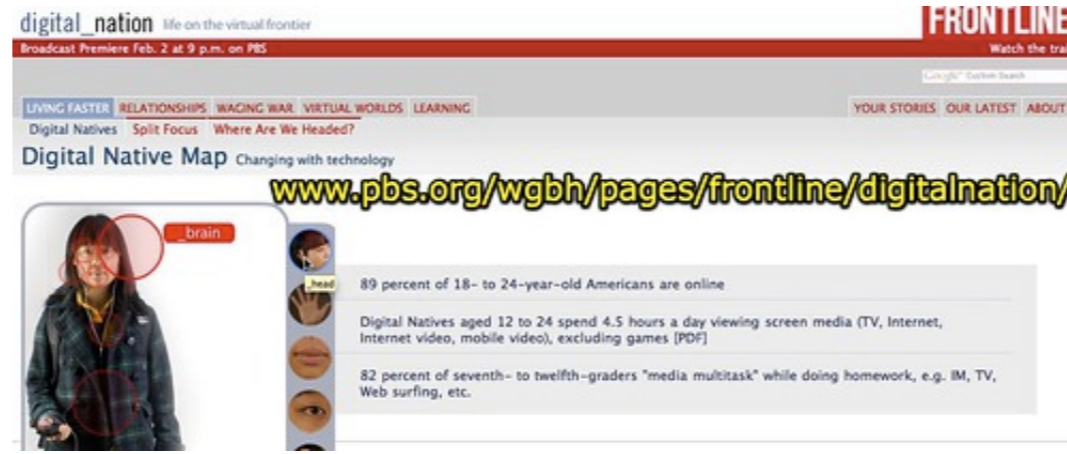 digital_nation life on the virtual frontier
FRONTLINE
Broadcast Premiere Feb. 2 at 9 p.m. on PBS
Watch the trai
Google™ Custom Search
LIVING FASTER RELATIONSHIPS WAGING WAR VIRTUAL WORLDS LEARNING
YOUR STORIES OUR LATEST ABOUT
Digital Natives Split Focus Where Are We Headed?
Digital Native Map Changing with technology
www.pbs.org/wgbh/pages/frontline/digitalnation/
_brain
_head
89 percent of 18- to 24-year-old Americans are online
Digital Natives aged 12 to 24 spend 4.5 hours a day viewing screen media (TV, Internet,
Internet video, mobile video), excluding games [PDF]
82 percent of seventh- to twelfth-graders "media multitask" while doing homework, e.g. IM, TV,
Web surfing, etc.